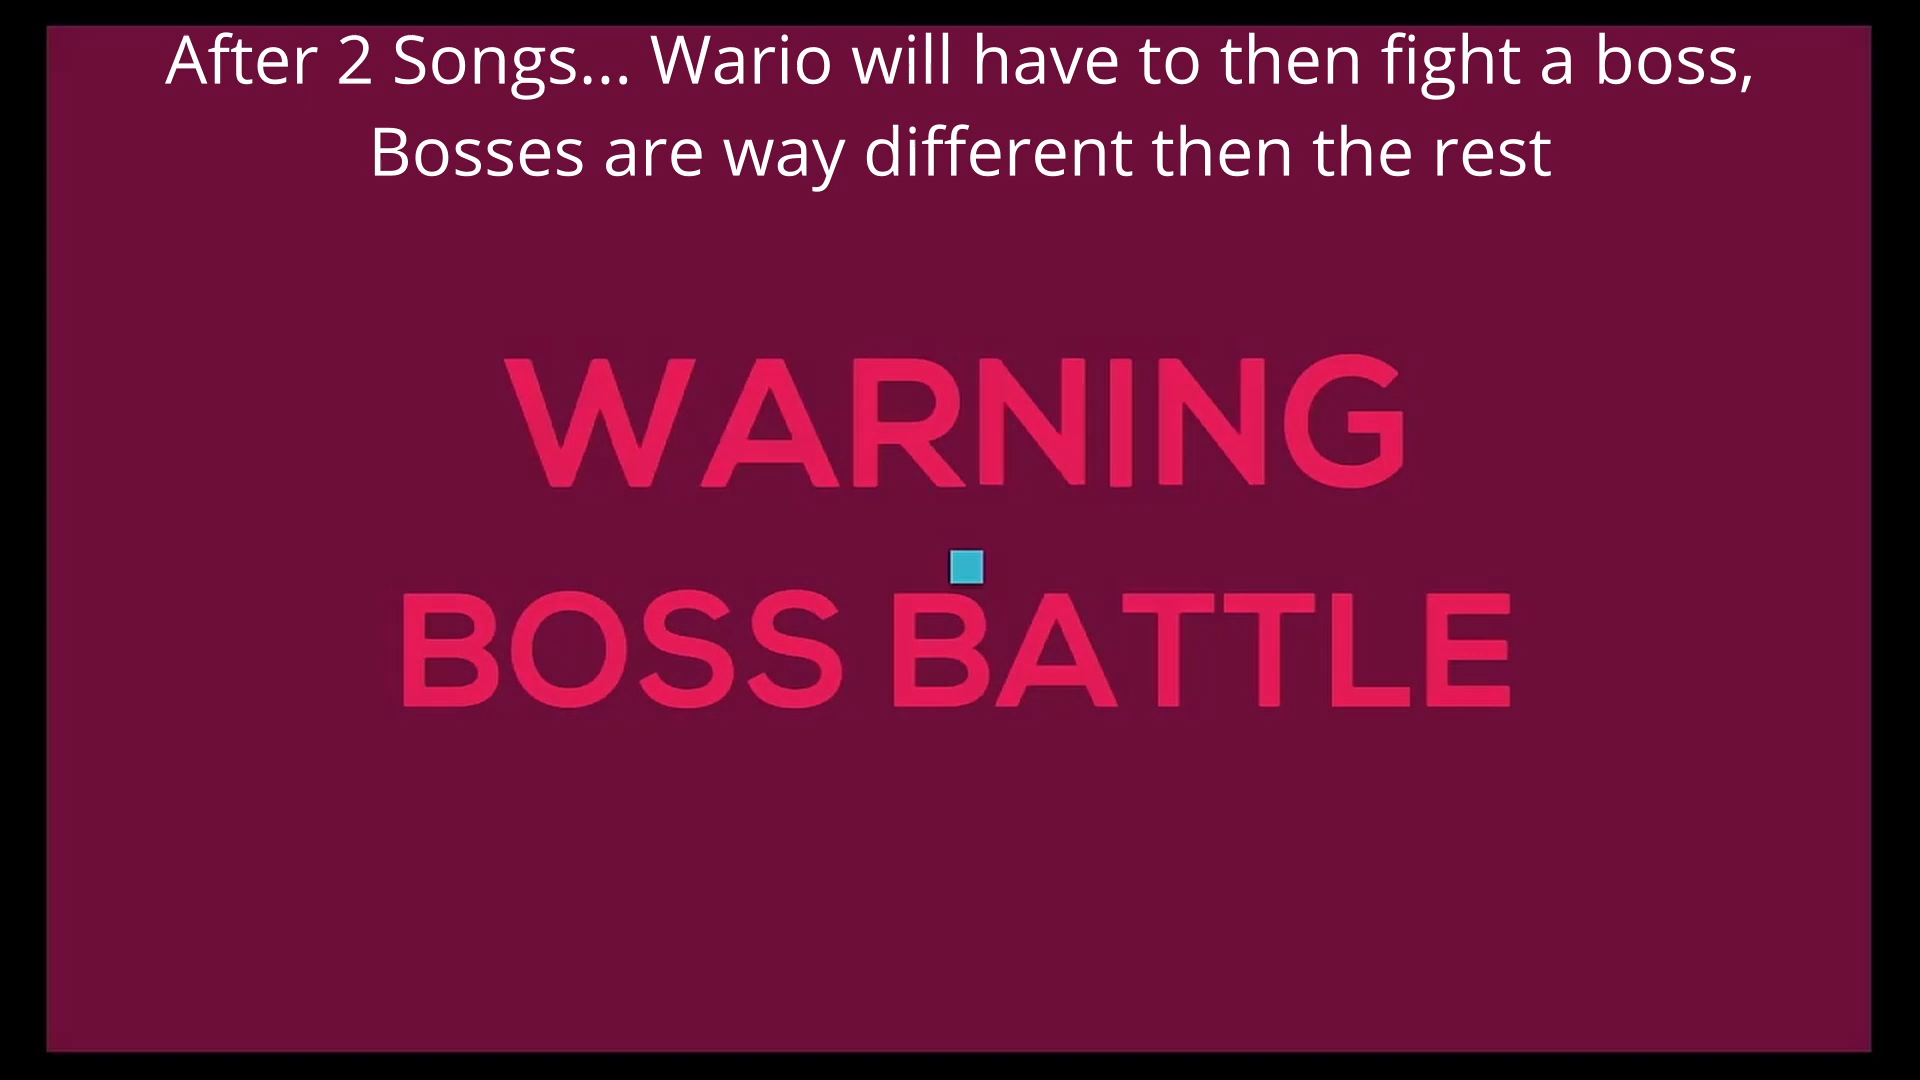 After 2 Songs... Wario will have to then fight a boss,
Bosses are way different then the rest
WARNING
BOSS BATTLE